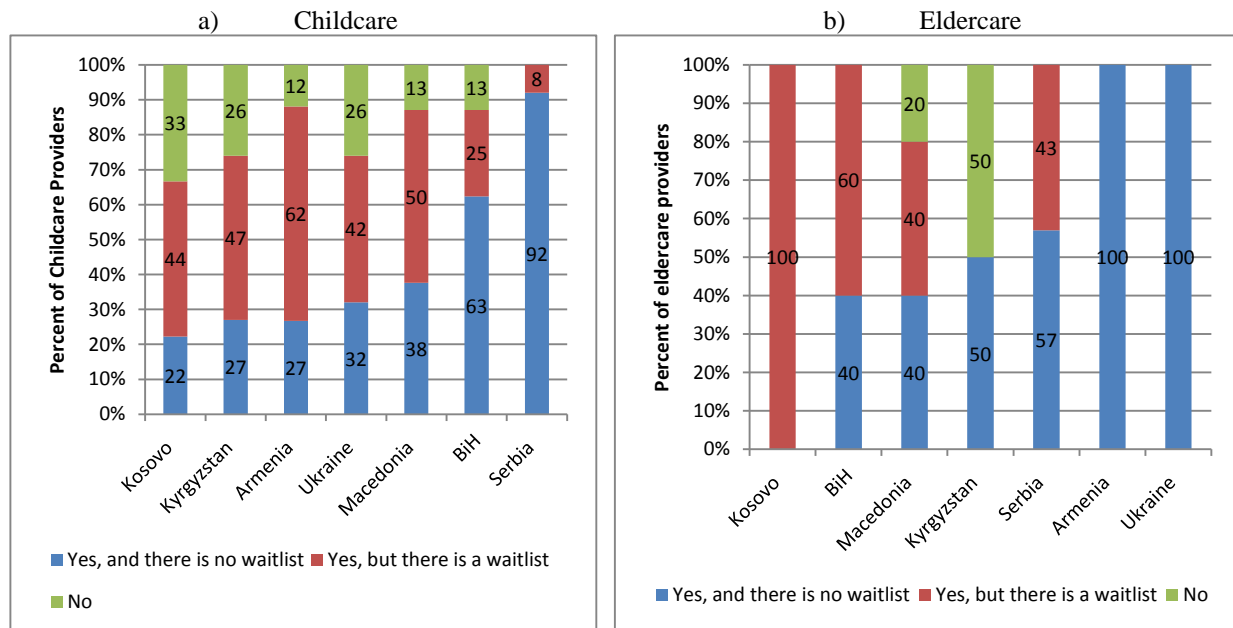 a) Childcare
Percent of Childcare Providers
100%
90%
80%
70%
60%
50%
40%
30%
20%
10%
0%
33 26 12 26 13 13 8
44 47 62 42 50 25
22 27 27 32 38 63 92
Kosovo Kyrgyzstan Armenia Ukraine Macedonia BiH Serbia
Yes, and there is no waitlist Yes, but there is a waitlist
No
b) Eldercare
Percent of eldercare providers
100%
90%
80%
70%
60%
50%
40%
30%
20%
10%
0%
20 50
100 60 40 43
40 40 50 57 100 100
Kosovo BiH Macedonia Kyrgyzstan Serbia Armenia Ukraine
Yes, and there is no waitlist Yes, but there is a waitlist No